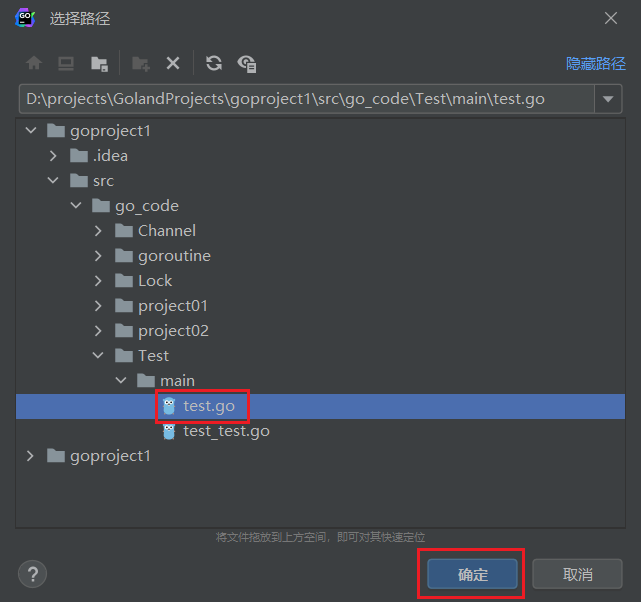 GO
选择路径
隐藏路径
D:\projects\GolandProjects\goproject1\src\go_code\Test\main\test.go
goproject1
.idea
src
go_code
Channel
goroutine
Lock
project01
project02
Test
main
test.go
test_test.go
goproject1
将文件拖放到上方空间，即可对其快速定位
?
确定
取消